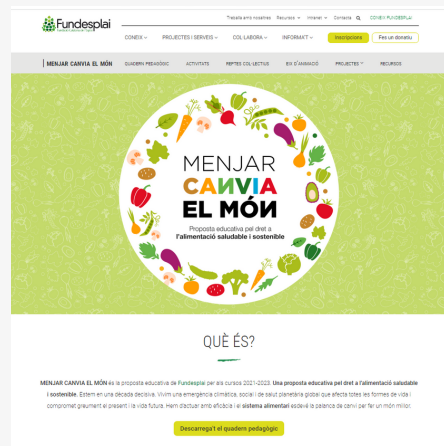 Treballa amb nosaltres Recursos Intranet Contacte CONEIX FUNDESPLAI
Fundesplai
CONEIX PROJECTES I SERVEIS COL·LABORA INFORMA'T Inscripcions Fes un donatiu
MENJAR CANVIA EL MÓN QUADERN PEDAGÒGIC ACTIVITATS REPTES COL·LECTIUS EIX D'ANIMACIÓ PROJECTES RECURSOS
MENJAR
CANVIA
EL MÓN
Proposta educativa pel dret a
l'alimentació saludable i sostenible
QUÈ ÉS?
MENJAR CANVIA EL MÓN és la proposta educativa de Fundesplai per als cursos 2021-2023. Una proposta educativa pel dret a l'alimentació saludable
i sostenible. Estem en una dècada decisiva. Vivim una emergència climàtica, social i de salut planetària global que afecta totes les formes de vida i
compromet greument el present i la vida futura. Hem d'actuar amb eficàcia i el sistema alimentari esdevé la palanca de canvi per fer un món millor.
Descarrega't el quadern pedagògic